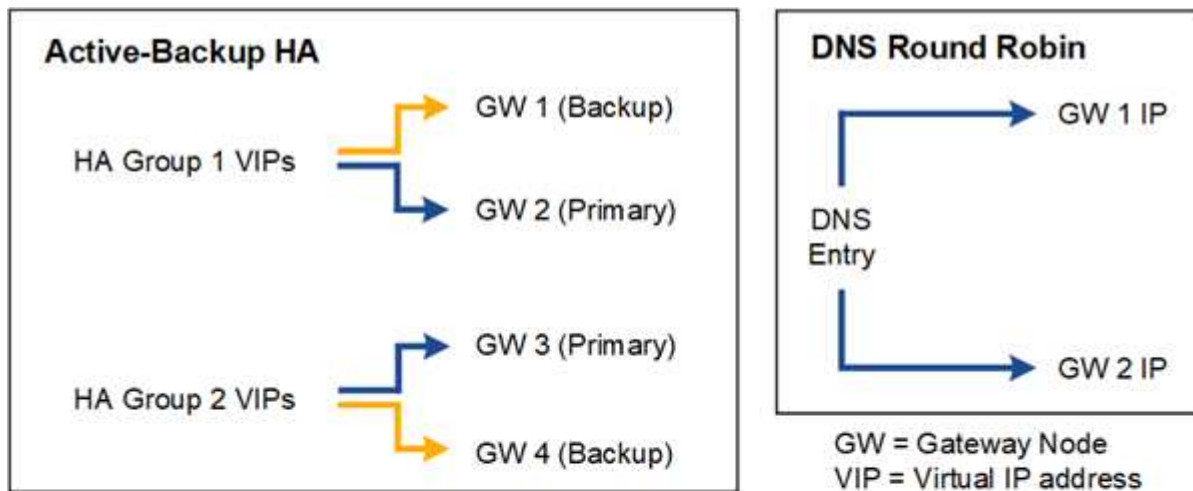 Active-Backup HA
GW 1 (Backup)
HA Group 1 VIPs
GW 2 (Primary)
GW 3 (Primary)
HA Group 2 VIPs
GW 4 (Backup)
DNS Round Robin
GW 1 IP
DNS
Entry
GW 2 IP
GW = Gateway Node
VIP = Virtual IP address